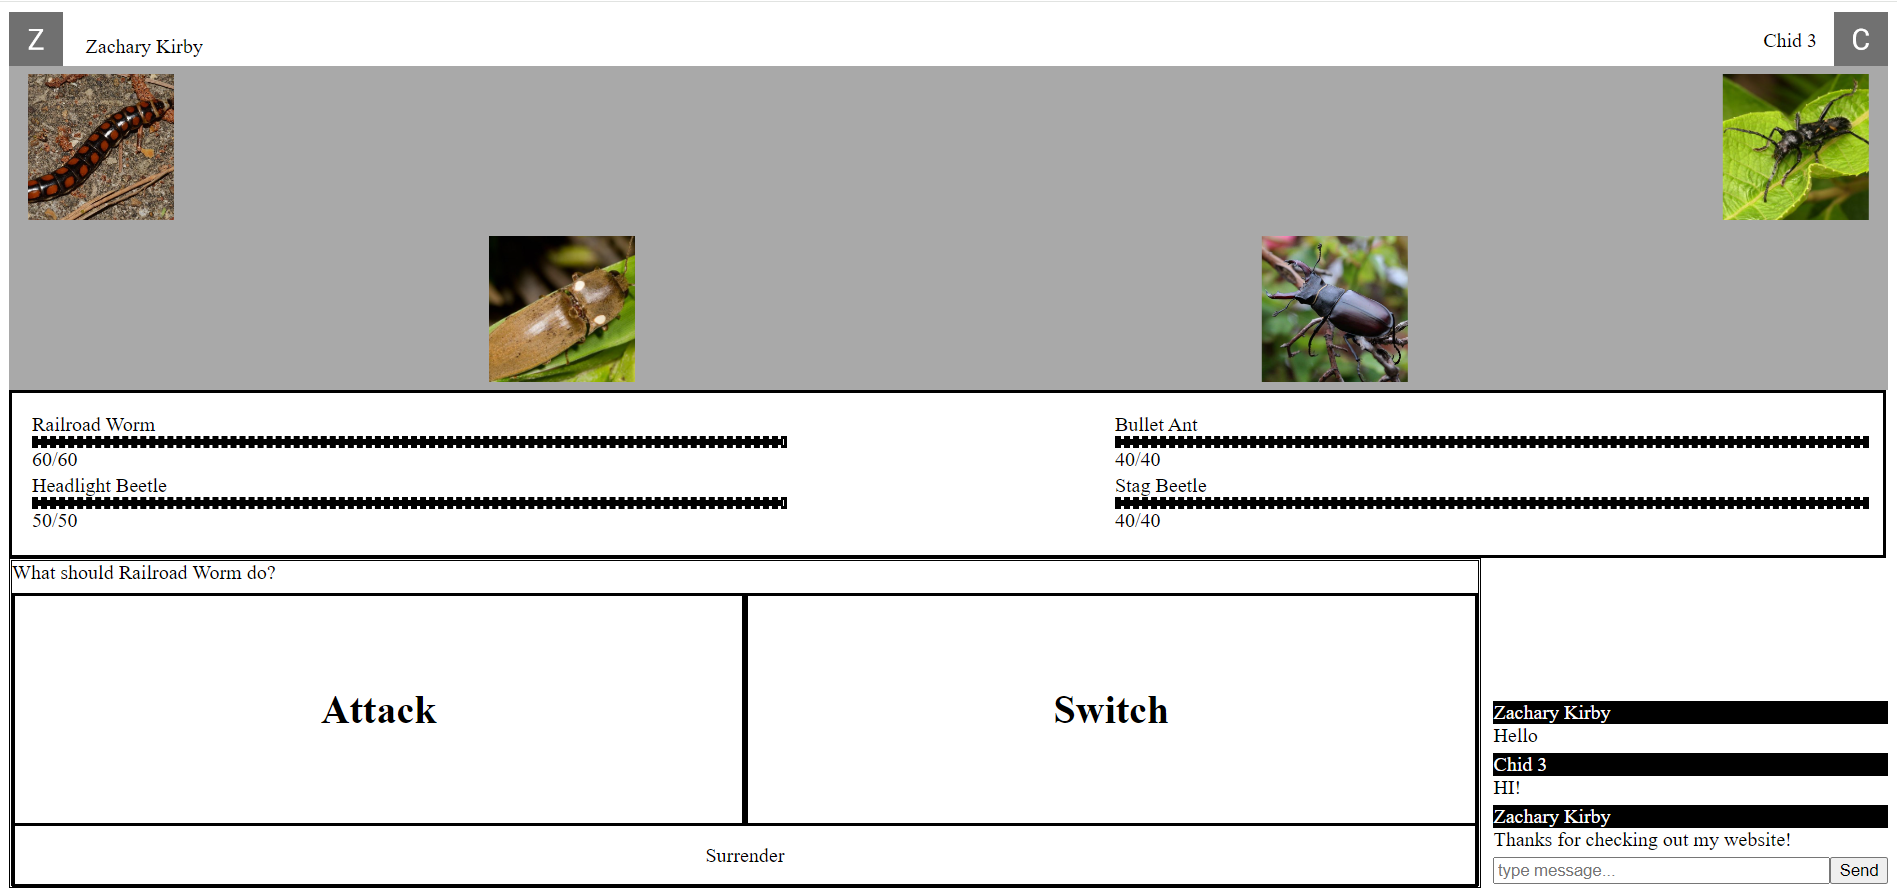 Z
Zachary Kirby
Chid 3
C
Railroad Worm
60/60
Headlight Beetle
50/50
Bullet Ant
40/40
Stag Beetle
40/40
What should Railroad Worm do?
Attack
Switch
Surrender
Zachary Kirby
Hello
Chid 3
HI!
Zachary Kirby
Thanks for checking out my website!
type message...
Send